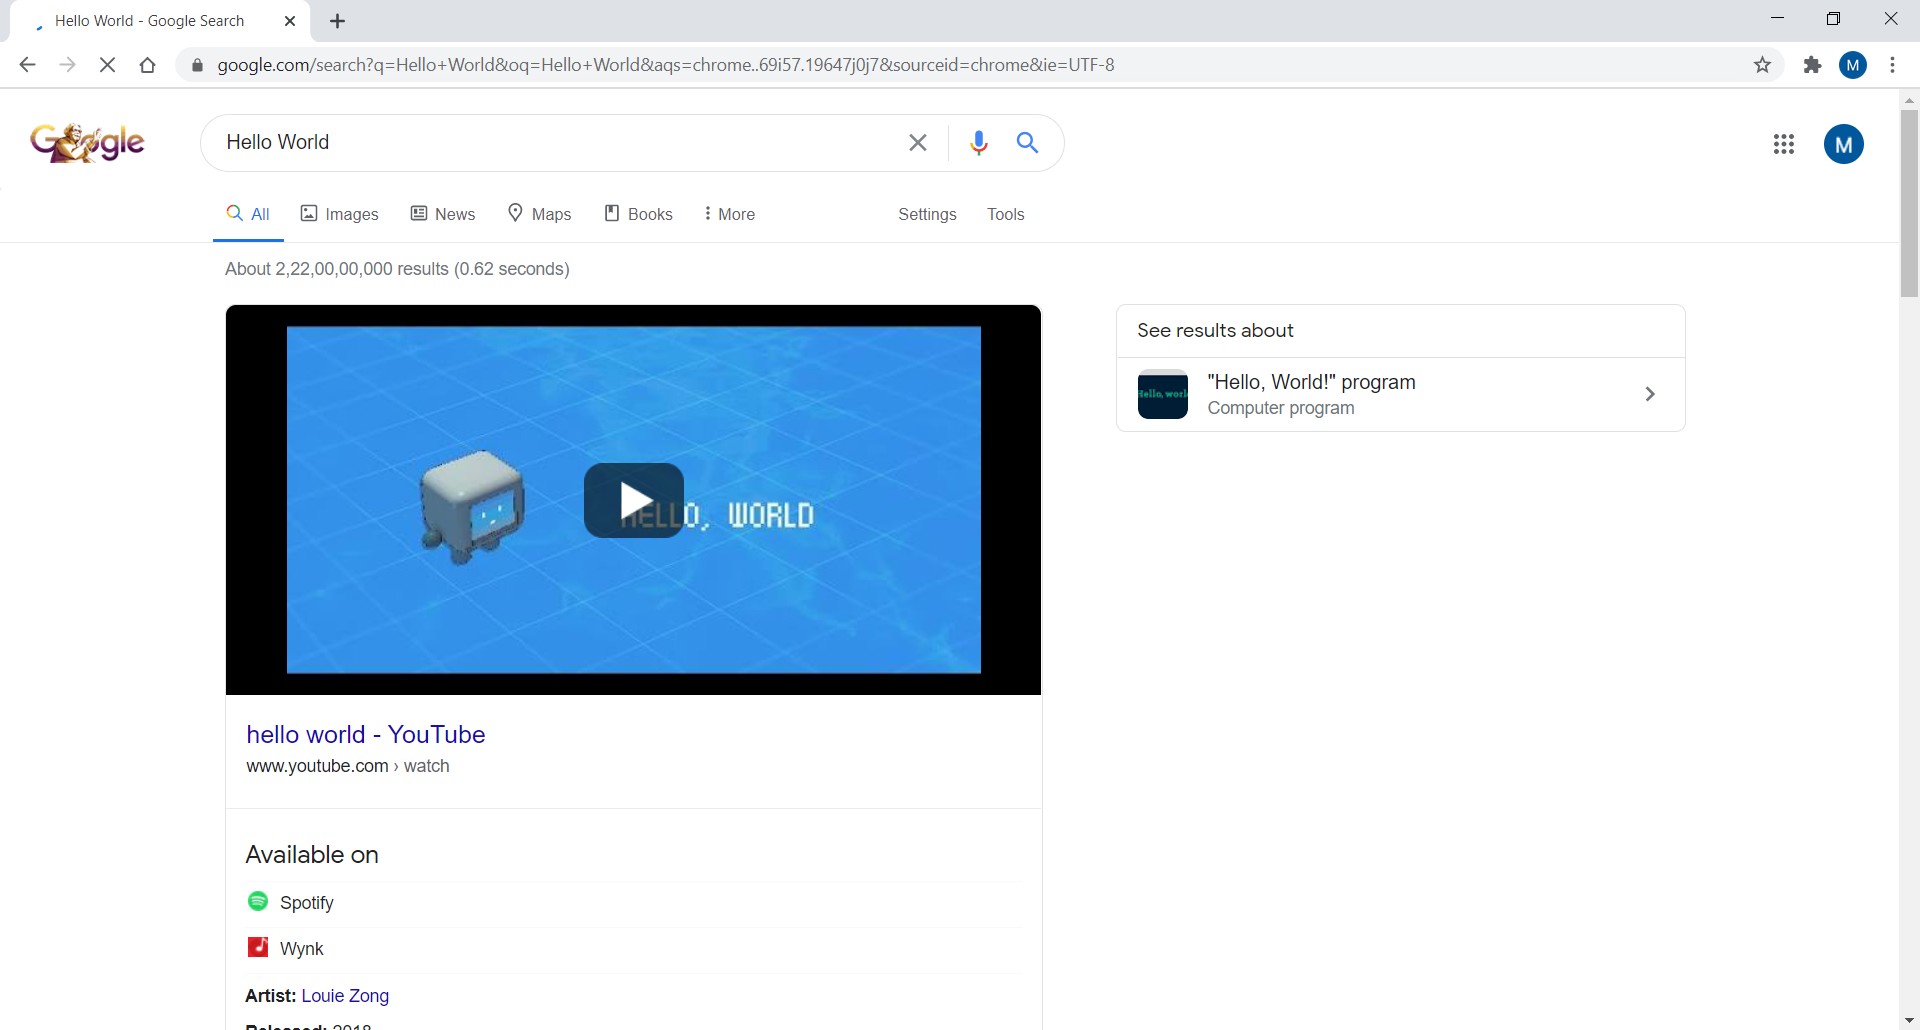 Hello World - Google Search
google.com/search?q=Hello+World&oq=Hello+World&aqs=chrome..69i57.19647j0j7&sourceid=chrome&ie=UTF-8
M
Google
Hello World
M
All Images News Maps Books More Settings Tools
About 2,22,00,00,000 results (0.62 seconds)
HELLO, WORLD
hello world - YouTube
www.youtube.com › watch
Available on
Spotify
Wynk
Artist: Louie Zong
Released: 2018
See results about
Hello, worl
"Hello, World!" program
Computer program